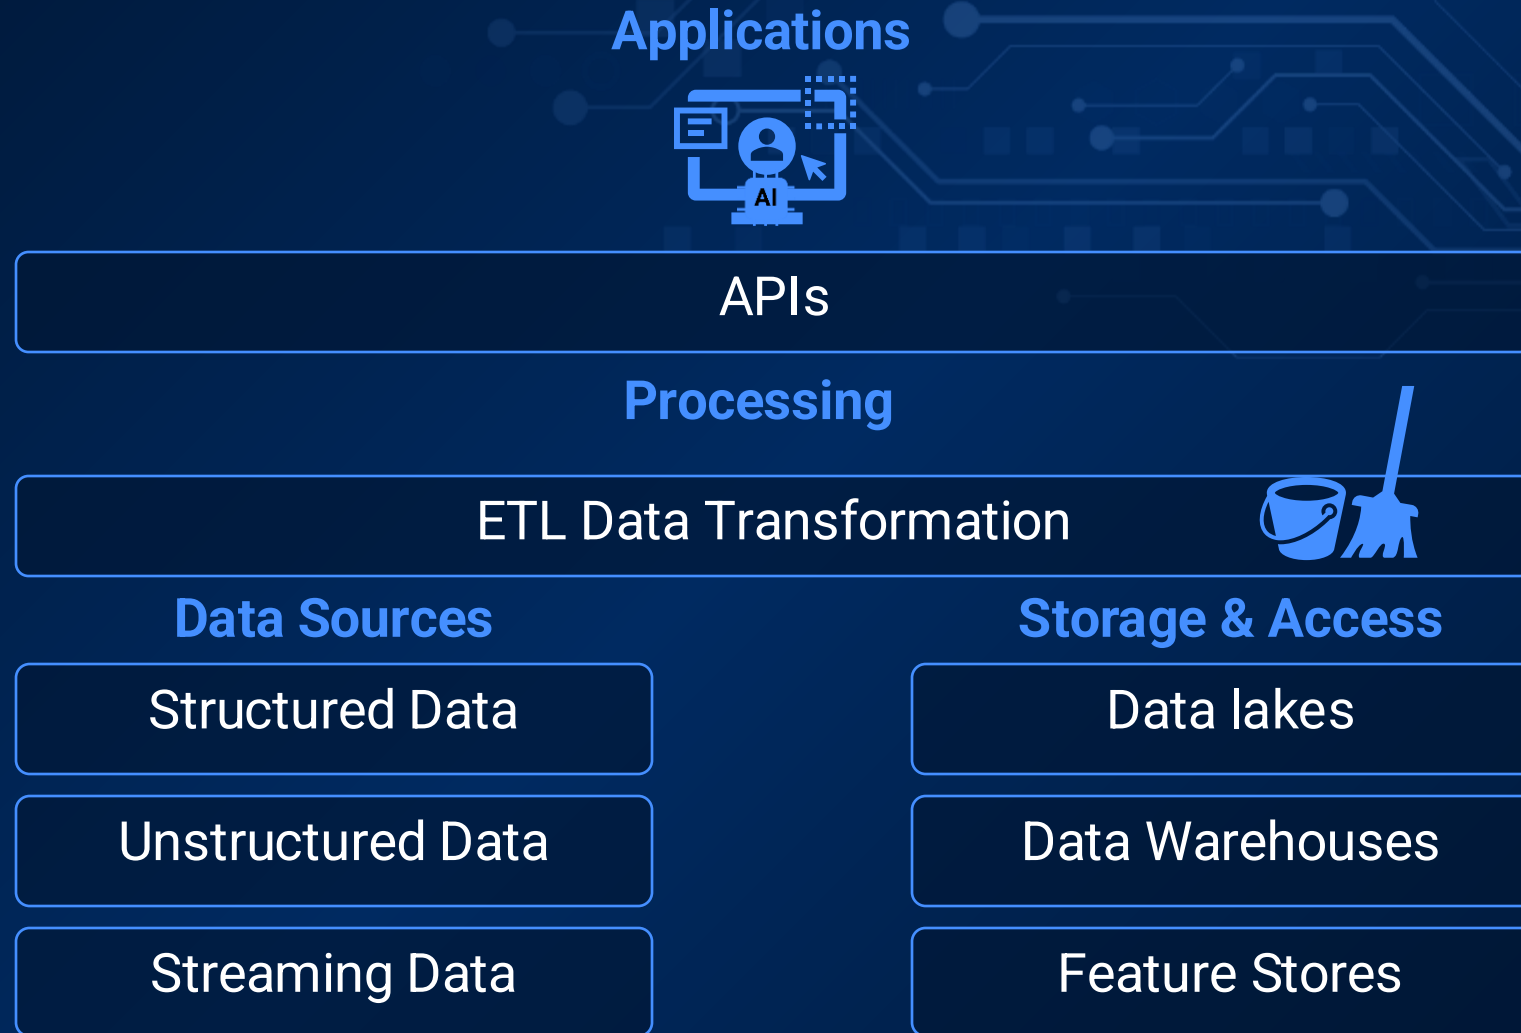 Applications
AI
APIs
Processing
ETL Data Transformation
Data Sources
Structured Data
Unstructured Data
Streaming Data
Storage & Access
Data lakes
Data Warehouses
Feature Stores